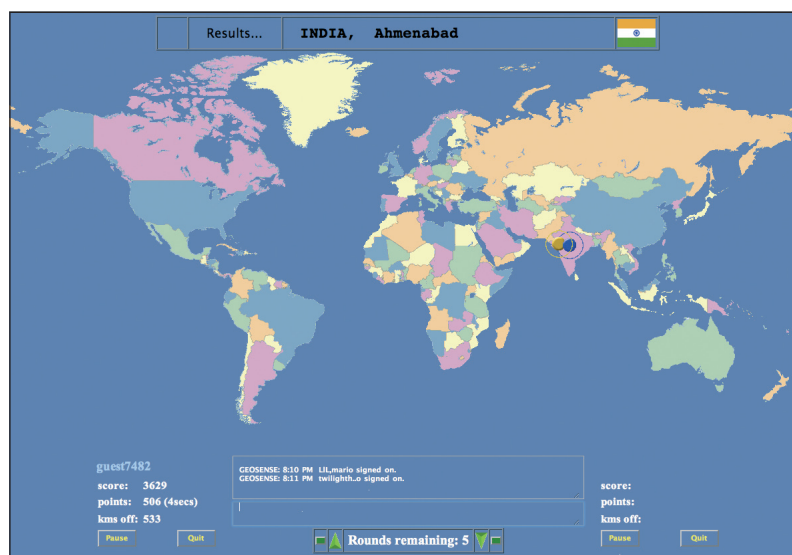 Results... INDIA, Ahmenabad
guest7482
score: 3629
points: 506 (4secs)
kms off: 533
Pause Quit
GEOSENSE: 8:10 PM LIL,mario signed on.
GEOSENSE: 8:11 PM twilighth..o signed on.
Rounds remaining: 5
score:
points:
kms off:
Pause Quit